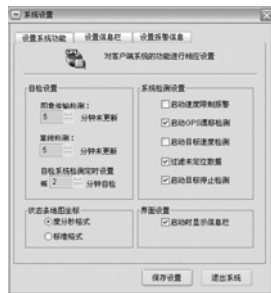 系统设置
设置系统功能 设置信息栏 设置报警信息
对客户端系统的功能进行相应设置
自检设置
图象传输检测：
5 分钟未更新
重线检测：
5 分钟未更新
自检系统检测定时设置
每 2 分钟自检
状态条地图坐标
度分秒格式
标准格式
系统检测设置
启动速度限制报警
启动GPS漂移检测
启动目标速度检测
过滤未定位数据
启动目标停止检测
界面设置
启动时显示信息栏
保存设置 退出系统